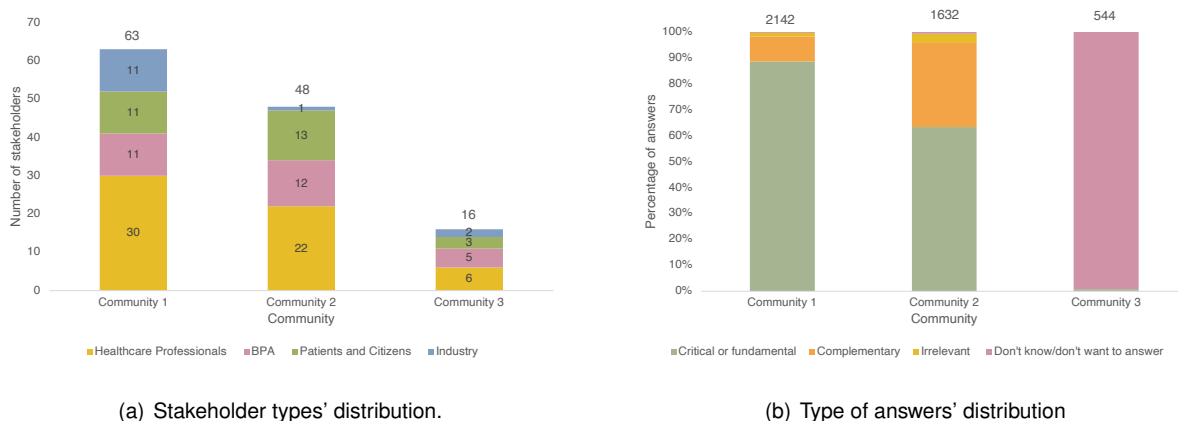 70
60
50
40
30
20
10
0
Number of stakeholders
63
11
11
11
30
48
1
13
12
22
16
2
3
5
6
Community 1
Community 2
Community 3
Community
Healthcare Professionals
BPA
Patients and Citizens
Industry
(a) Stakeholder types’ distribution.
2142
1632
544
100%
90%
80%
70%
60%
50%
40%
30%
20%
10%
0%
Percentage of answers
Community 1
Community 2
Community 3
Community
Critical or fundamental
Complementary
Irrelevant
Don't know/don't want to answer
(b) Type of answers’ distribution